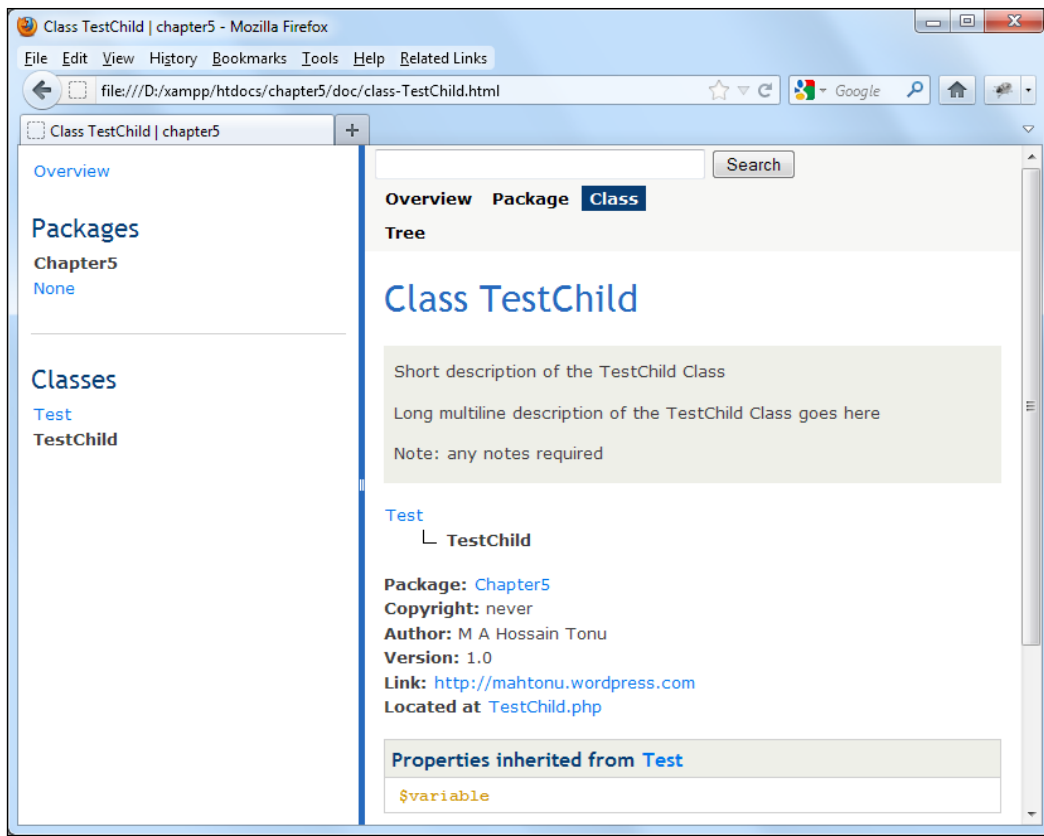 Class TestChild | chapter5 - Mozilla Firefox
File Edit View History Bookmarks Tools Help Related Links
file:///D:/xampp/htdocs/chapter5/doc/class-TestChild.html
Google
Class TestChild | chapter5
Overview
Packages
Chapter5
None
Classes
Test
TestChild
Search
Overview Package Class
Tree
Class TestChild
Short description of the TestChild Class
Long multiline description of the TestChild Class goes here
Note: any notes required
Test
TestChild
Package: Chapter5
Copyright: never
Author: M A Hossain Tonu
Version: 1.0
Link: http://mahtonu.wordpress.com
Located at TestChild.php
Properties inherited from Test
$variable